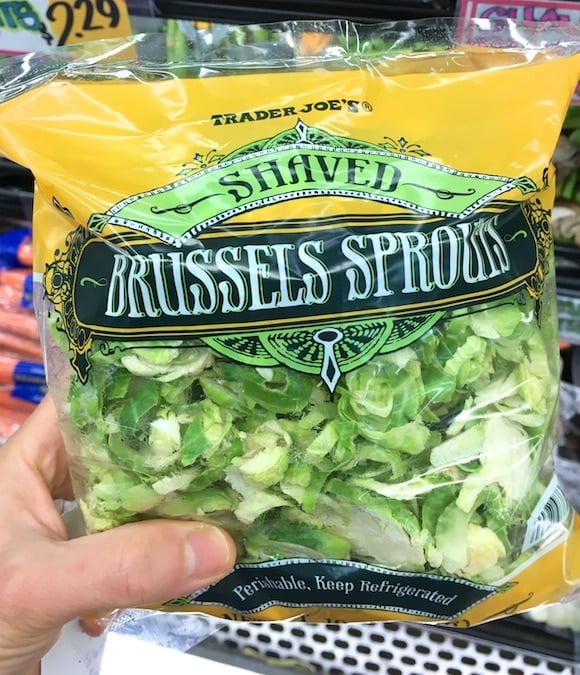 $2.29
TRADER JOE'S®
SHAVED
BRUSSELS SPROUTS
Perishable, Keep Refrigerated